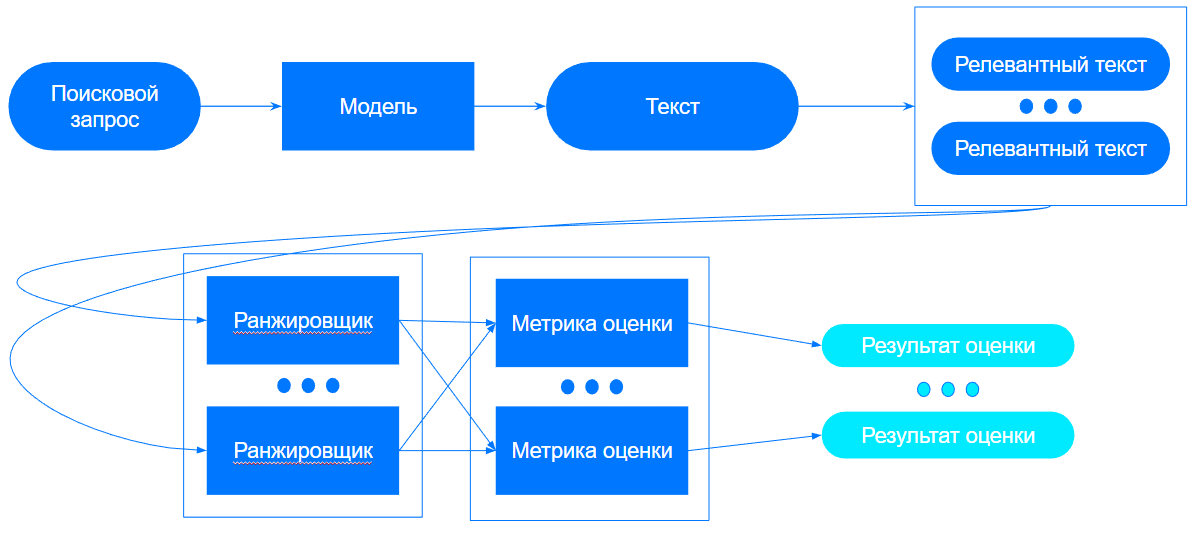 Поисковой
запрос
Модель
Текст
Релевантный текст
Релевантный текст
Ранжировщик
Метрика оценки
Результат оценки
Ранжировщик
Метрика оценки
Результат оценки